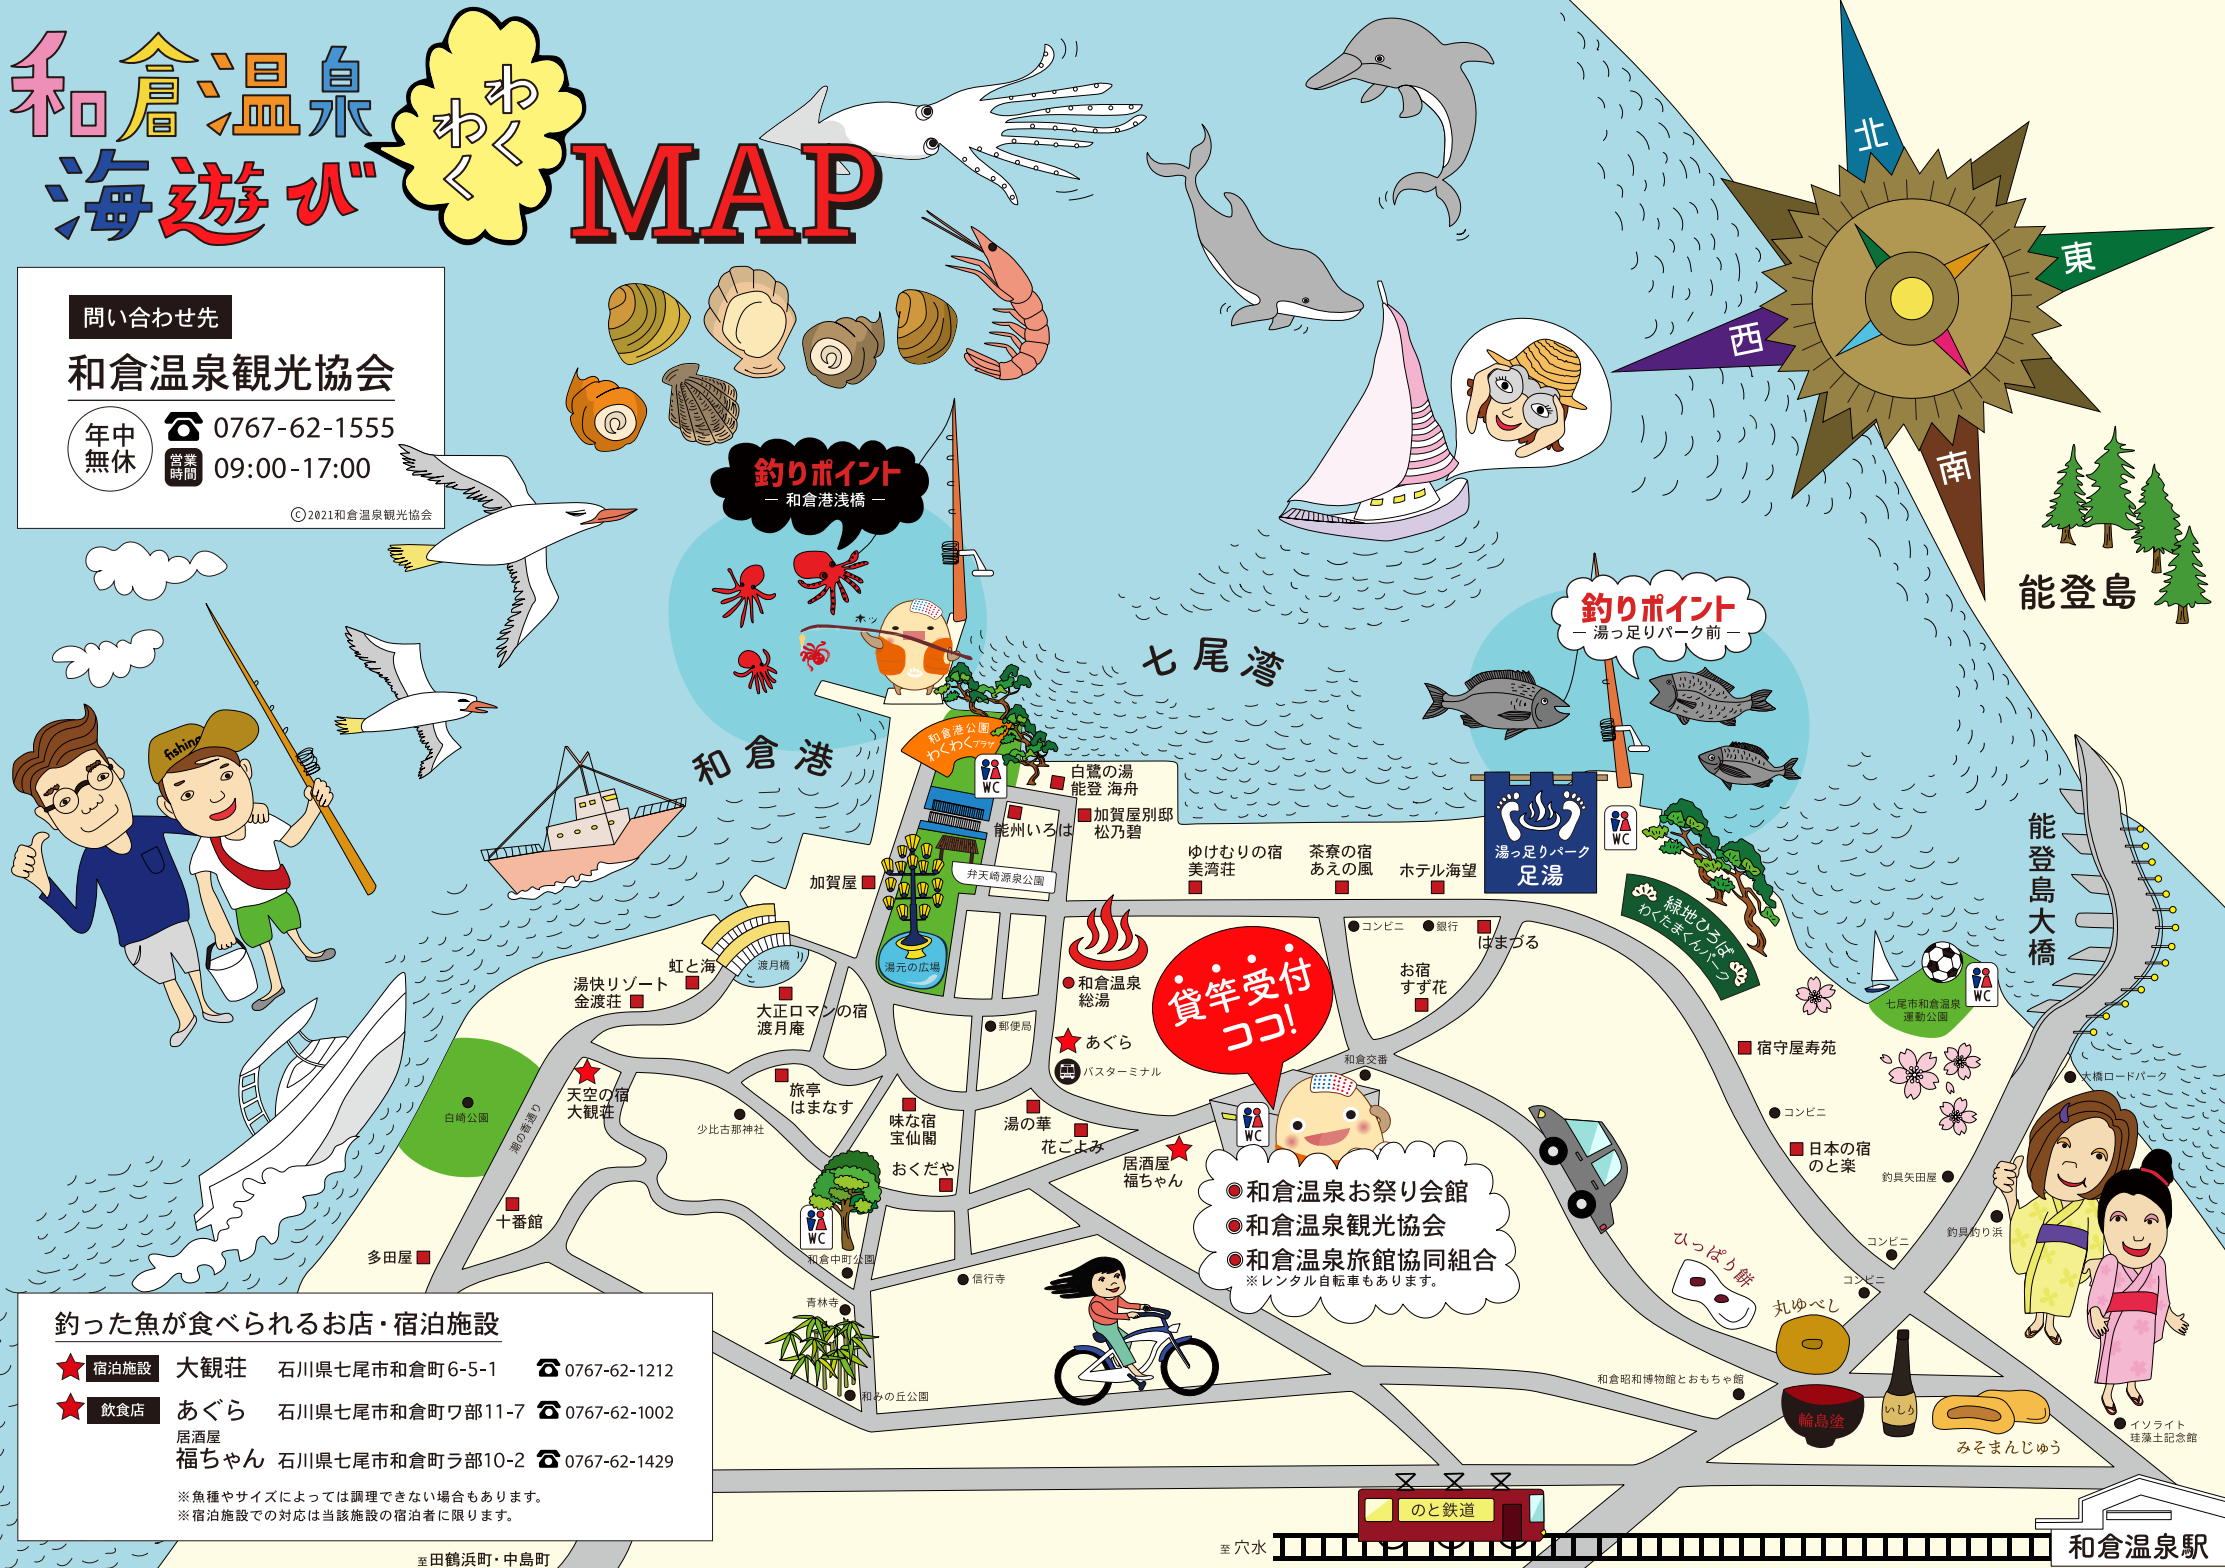 和倉温泉
海遊び
わくわく
MAP
問い合わせ先
和倉温泉観光協会
年中無休
0767-62-1555
営業時間
09:00-17:00
©2021和倉温泉観光協会
北
東
西
南
能登島
釣りポイント
― 和倉港浅橋 ―
釣りポイント
― 湯っ足りパーク前 ―
fishing
ホッ
七尾湾
和倉港
能登島大橋
和倉港公園
わくわくプラザ
WC
白鷺の湯
能登 海舟
加賀屋別邸
松乃碧
能州いろは
弁天崎源泉公園
加賀屋
湯元の広場
渡月橋
虹と海
湯快リゾート
金渡荘
大正ロマンの宿
渡月庵
ゆけむりの宿
美湾荘
茶寮の宿
あえの風
ホテル海望
湯っ足りパーク
足湯
WC
緑地ひろば
わくたまくんパーク
コンビニ
銀行
はまづる
お宿
すず花
和倉温泉
総湯
郵便局
あぐら
バスターミナル
貸竿受付
ココ!
和倉交番
七尾市和倉温泉
運動公園
WC
宿守屋寿苑
大橋ロードパーク
コンビニ
日本の宿
のと楽
釣具矢田屋
釣具釣り浜
コンビニ
コンビニ
白崎公園
湯の香通り
天空の宿
大観荘
旅亭
はまなす
少比古那神社
味な宿
宝仙閣
湯の華
花ごよみ
おくだや
居酒屋
福ちゃん
WC
和倉温泉お祭り会館
和倉温泉観光協会
和倉温泉旅館協同組合
※レンタル自転車もあります。
十番館
多田屋
WC
和倉中町公園
信行寺
青林寺
和みの丘公園
ひっぱり餅
丸ゆべし
和倉昭和博物館とおもちゃ館
輪島塗
いしり
みそまんじゅう
イソライト
珪藻土記念館
釣った魚が食べられるお店・宿泊施設
宿泊施設 大観荘 石川県七尾市和倉町6-5-1 0767-62-1212
飲食店 あぐら 石川県七尾市和倉町ワ部11-7 0767-62-1002
居酒屋
福ちゃん 石川県七尾市和倉町ラ部10-2 0767-62-1429
※魚種やサイズによっては調理できない場合もあります。
※宿泊施設での対応は当該施設の宿泊者に限ります。
至田鶴浜町・中島町
至穴水
のと鉄道
和倉温泉駅